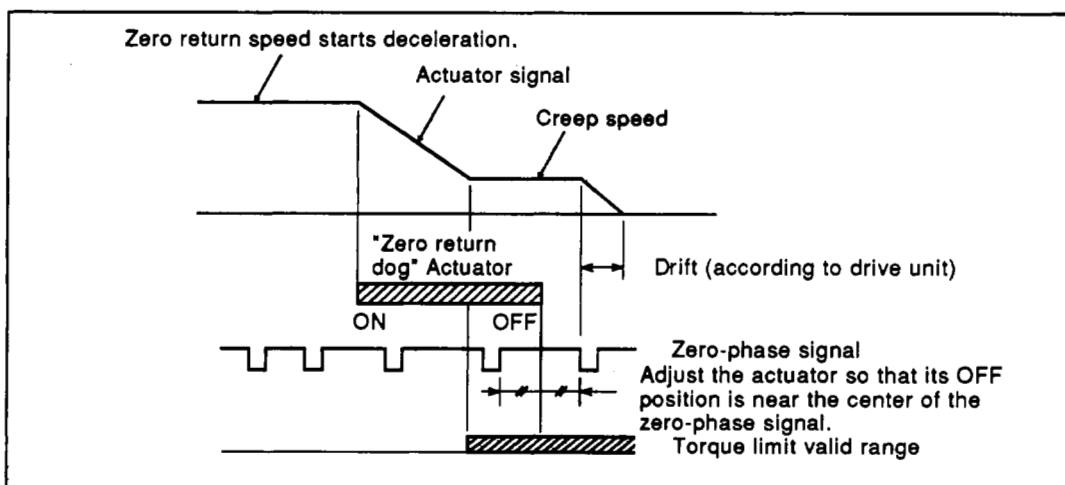 Zero return speed starts deceleration.
Actuator signal
Creep speed
"Zero return
dog" Actuator
Drift (according to drive unit)
ON
OFF
Zero-phase signal
Adjust the actuator so that its OFF
position is near the center of the
zero-phase signal.
Torque limit valid range